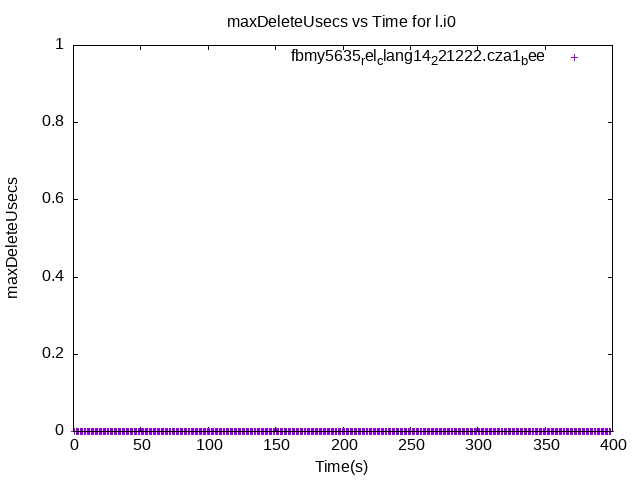 maxDeleteUsecs vs Time for l.i0
fbmy5635relclang14221222.cza1bee
1
0.8
0.6
0.4
0.2
0
maxDeleteUsecs
0 50 100 150 200 250 300 350 400
Time(s)